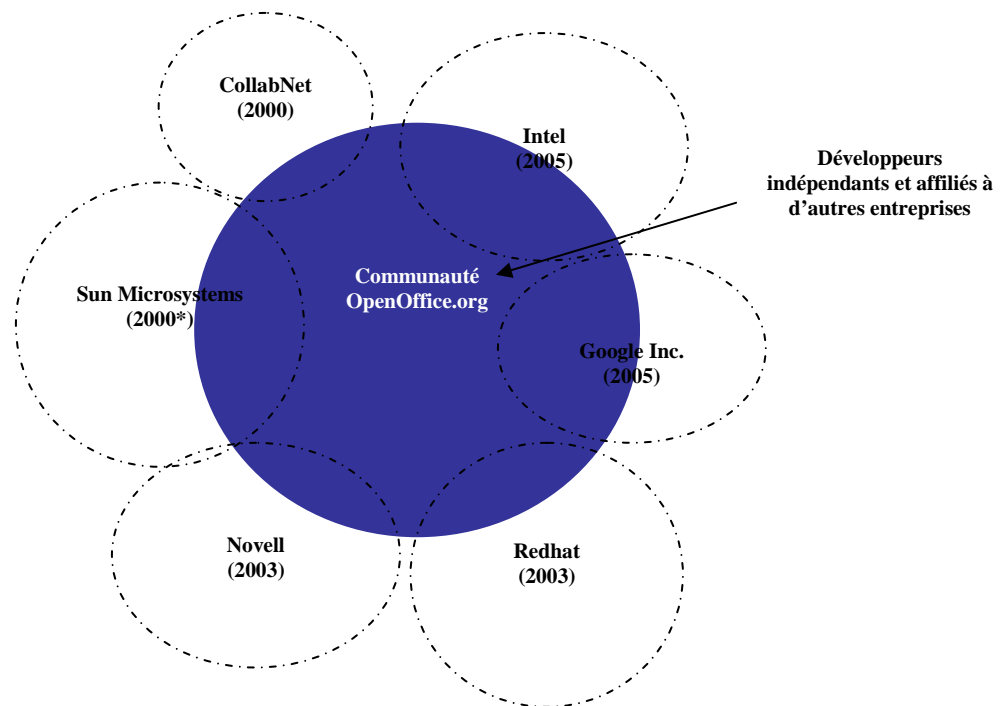 CollabNet
(2000)
Intel
(2005)
Développeurs
indépendants et affiliés à
d'autres entreprises
Communauté
OpenOffice.org
Sun Microsystems
(2000*)
Google Inc.
(2005)
Novell
(2003)
Redhat
(2003)